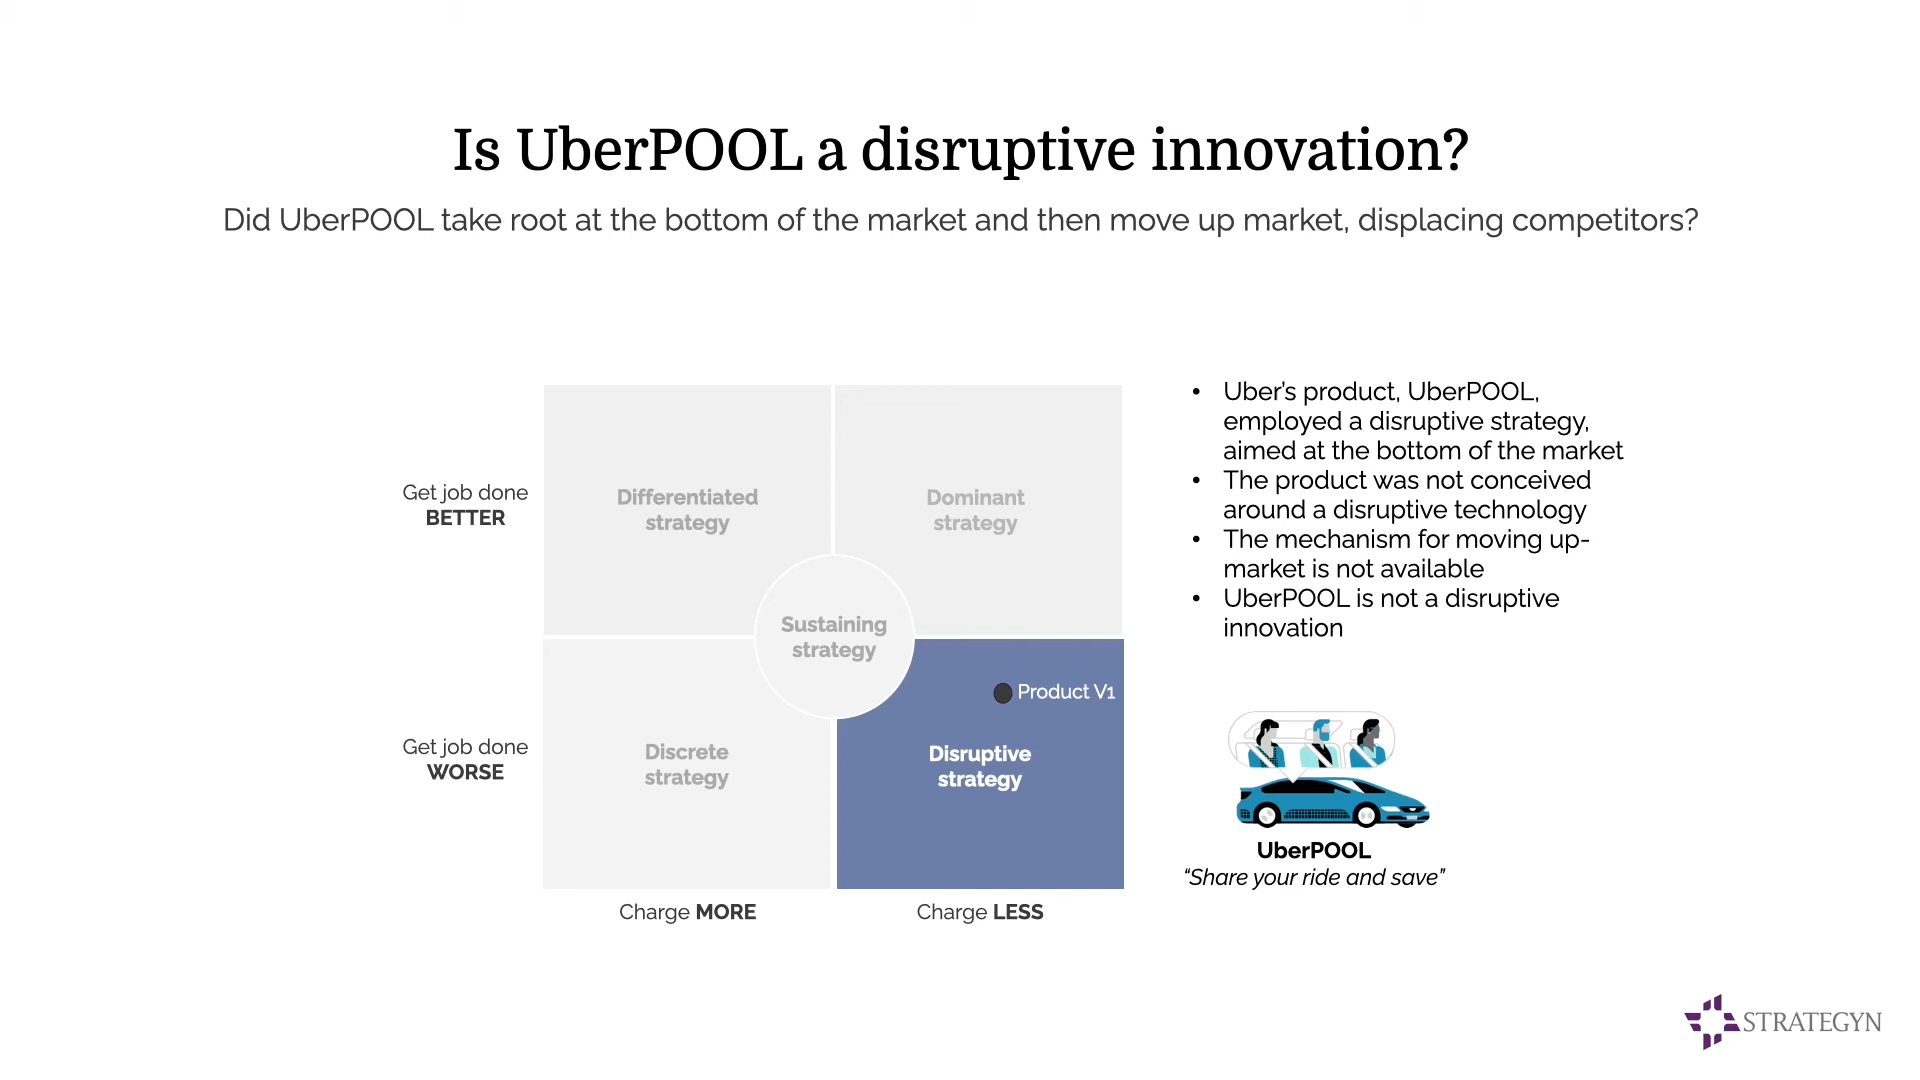 Is UberPOOL a disruptive innovation?
Did UberPOOL take root at the bottom of the market and then move up market, displacing competitors?
Get job done
BETTER
Differentiated
strategy
Dominant
strategy
Sustaining
strategy
Get job done
WORSE
Discrete
strategy
Product V1
Disruptive
strategy
Charge MORE
Charge LESS
• Uber’s product, UberPOOL,
employed a disruptive strategy,
aimed at the bottom of the market
• The product was not conceived
around a disruptive technology
• The mechanism for moving up-
market is not available
• UberPOOL is not a disruptive
innovation
UberPOOL
“Share your ride and save”
STRATEGYN